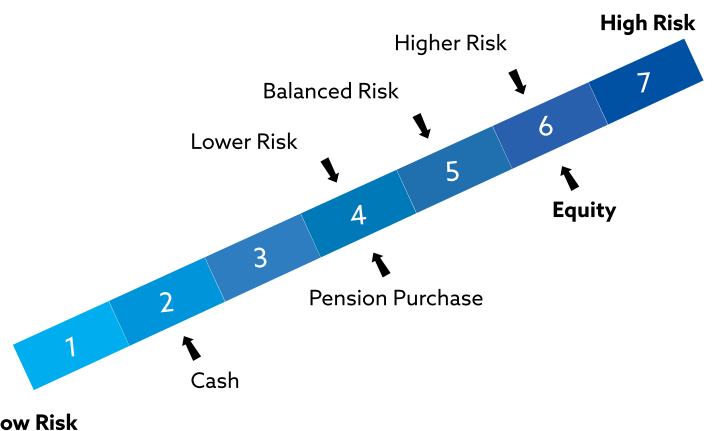 High Risk
Higher Risk
Balanced Risk
Lower Risk
7
6
5
4
3
2
1
Equity
Pension Purchase
Cash
ow Risk